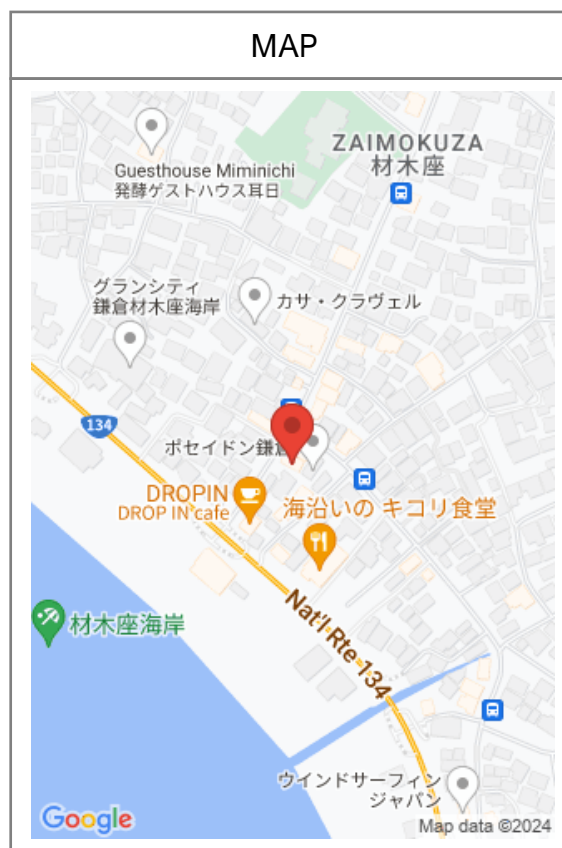 MAP
ZAIMOKUZA
材木座
Guesthouse Miminichi
発酵ゲストハウス耳日
グランシティ
鎌倉材木座海岸
カサ・クラヴェル
134
ポセイドン鎌倉
DROPIN
DROP IN cafe
海沿いの キコリ食堂
材木座海岸
Nat'l Rte 134
ウインドサーフィン
ジャパン
Google
Map data ©2024